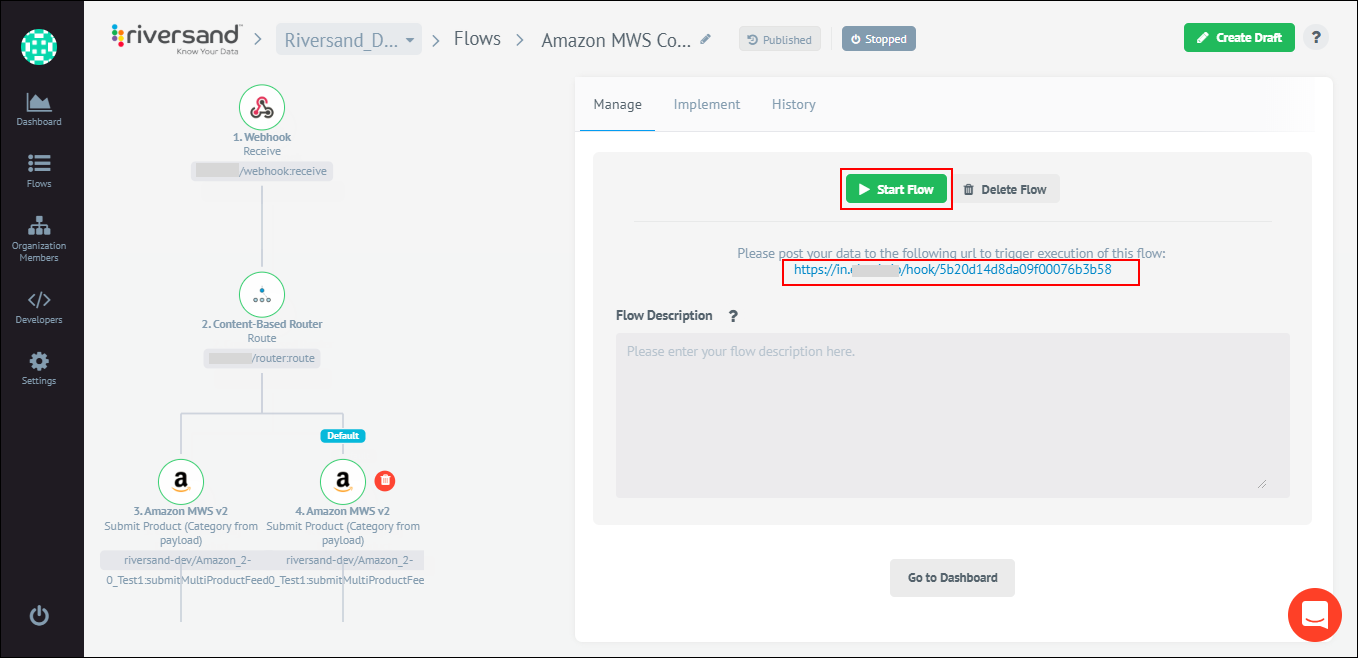 riversand
Know Your Data
Riversand_D...
Flows
Amazon MWS Co...
Published
Stopped
Create Draft
?
Dashboard
Flows
Organization
Members
Developers
Settings
1. Webhook
Receive
/webhook:receive
2. Content-Based Router
Route
/router:route
Default
a
a
3. Amazon MWS v2
Submit Product (Category from
payload)
riversand-dev/Amazon_2-
0_Test1:submitMultiProductFeed
4. Amazon MWS v2
Submit Product (Category from
payload)
riversand-dev/Amazon_2-
0_Test1:submitMultiProductFee
Manage
Implement
History
Start Flow
Delete Flow
Please post your data to the following url to trigger execution of this flow:
https://in. /hook/5b20d14d8da09f00076b3b58
Flow Description ?
Please enter your flow description here.
Go to Dashboard